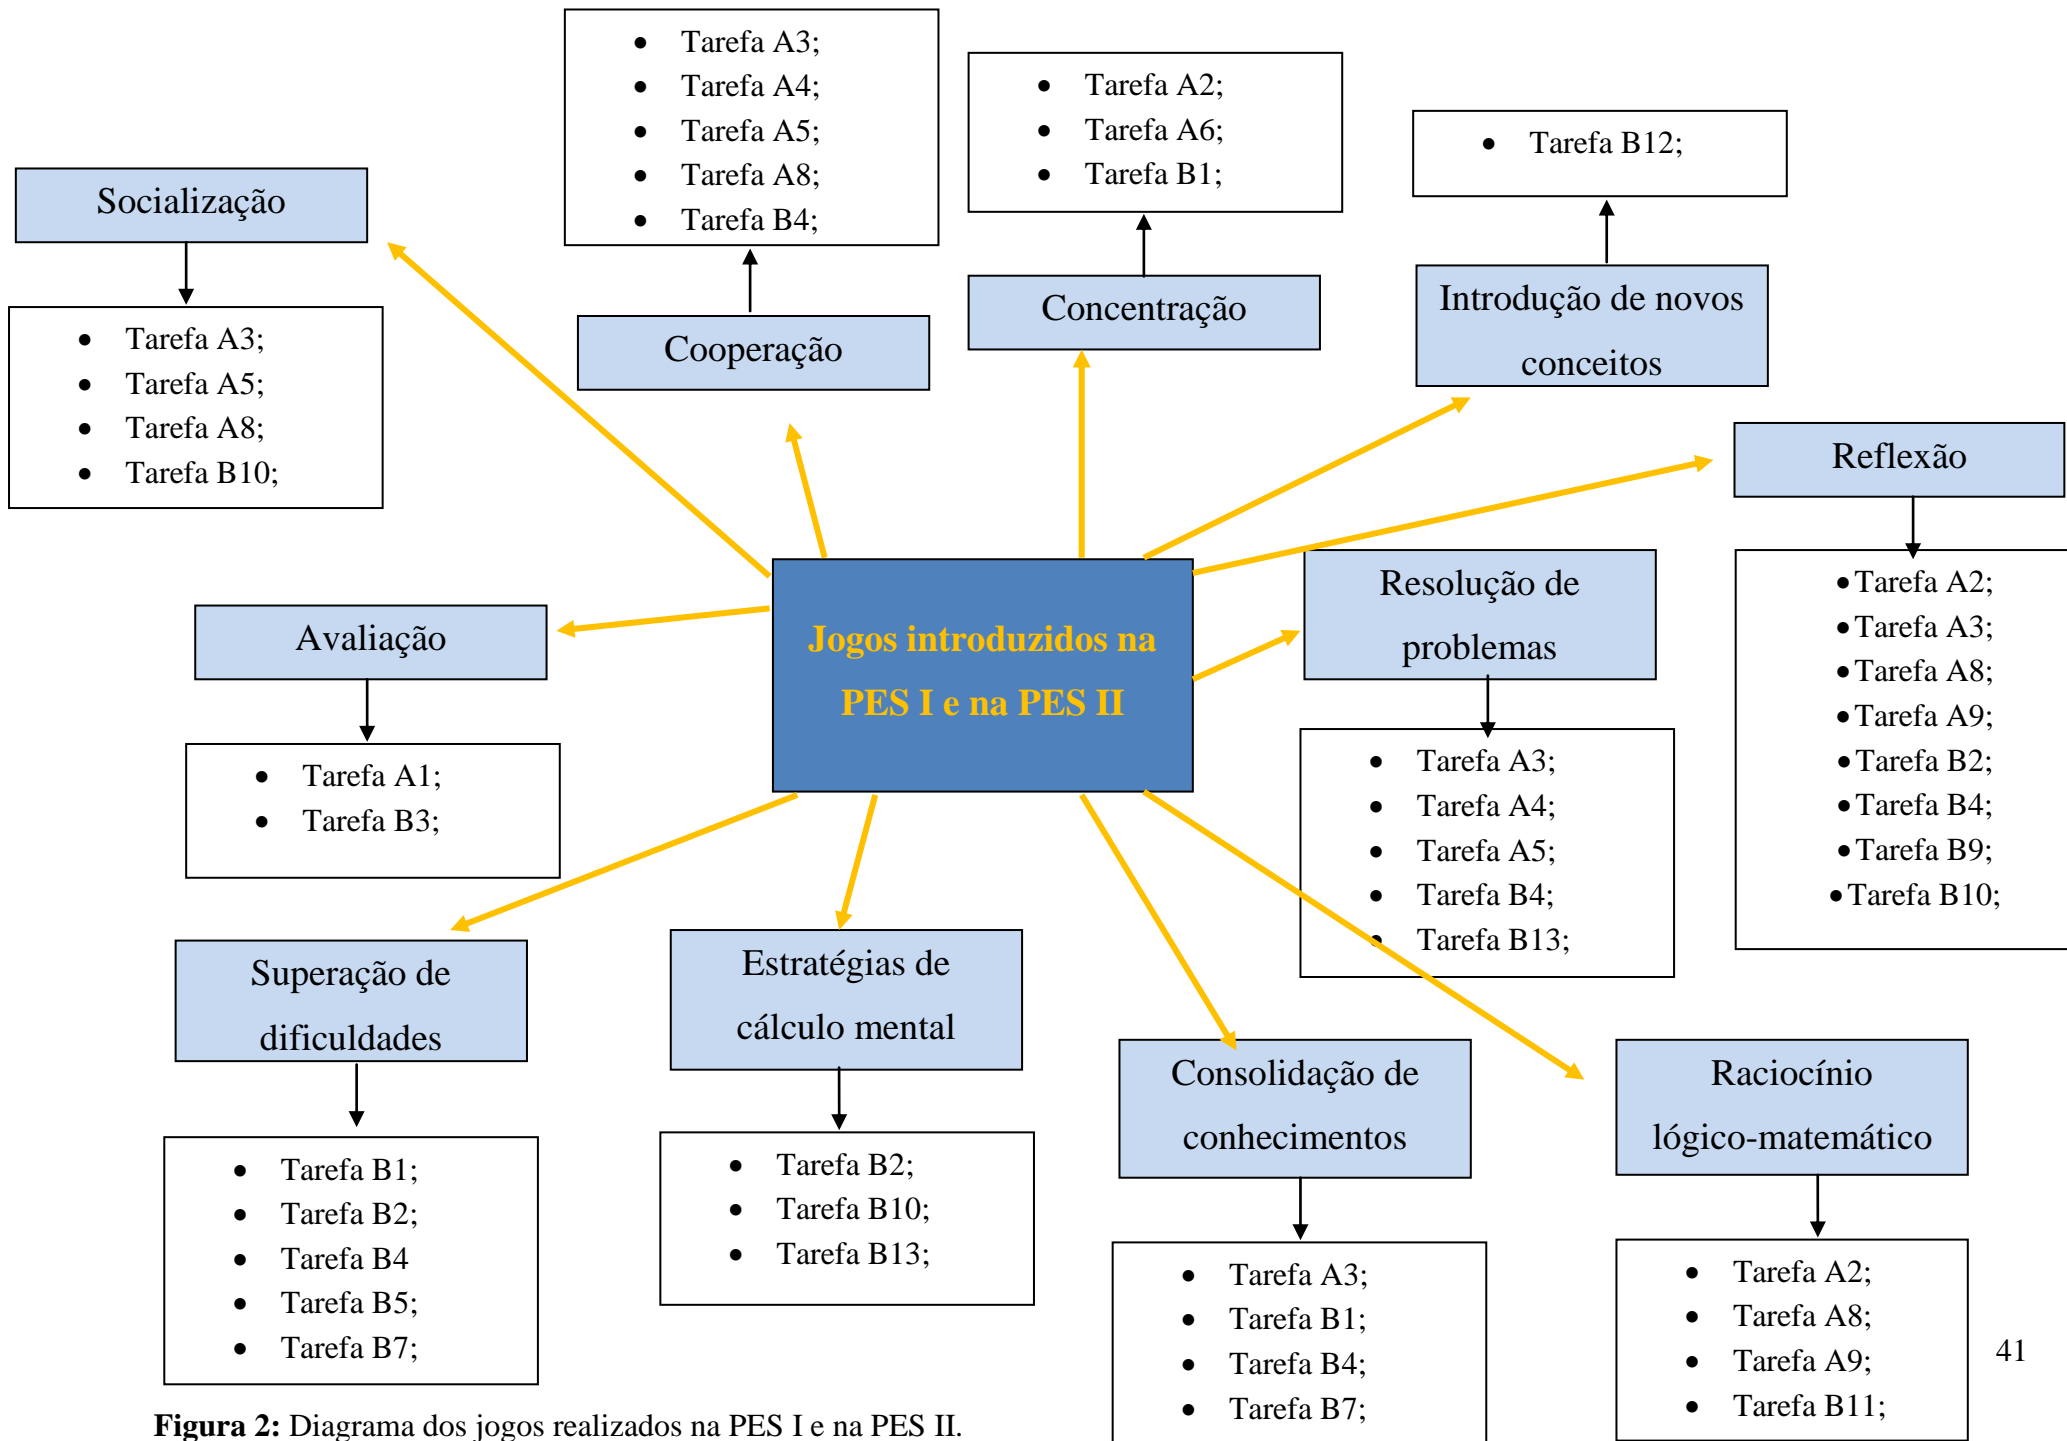 Socialização
• Tarefa A3;
• Tarefa A5;
• Tarefa A8;
• Tarefa B10;
• Tarefa A3;
• Tarefa A4;
• Tarefa A5;
• Tarefa A8;
• Tarefa B4;
Cooperação
• Tarefa A2;
• Tarefa A6;
• Tarefa B1;
Concentração
• Tarefa B12;
Introdução de novos
conceitos
Reflexão
• Tarefa A2;
• Tarefa A3;
• Tarefa A8;
• Tarefa A9;
• Tarefa B2;
• Tarefa B4;
• Tarefa B9;
• Tarefa B10;
Avaliação
• Tarefa A1;
• Tarefa B3;
Jogos introduzidos na
PES I e na PES II
Resolução de
problemas
• Tarefa A3;
• Tarefa A4;
• Tarefa A5;
• Tarefa B4;
• Tarefa B13;
Superação de
dificuldades
• Tarefa B1;
• Tarefa B2;
• Tarefa B4
• Tarefa B5;
• Tarefa B7;
Estratégias de
cálculo mental
• Tarefa B2;
• Tarefa B10;
• Tarefa B13;
Consolidação de
conhecimentos
• Tarefa A3;
• Tarefa B1;
• Tarefa B4;
• Tarefa B7;
Raciocínio
lógico-matemático
• Tarefa A2;
• Tarefa A8;
• Tarefa A9;
• Tarefa B11;
41
Figura 2: Diagrama dos jogos realizados na PES I e na PES II.